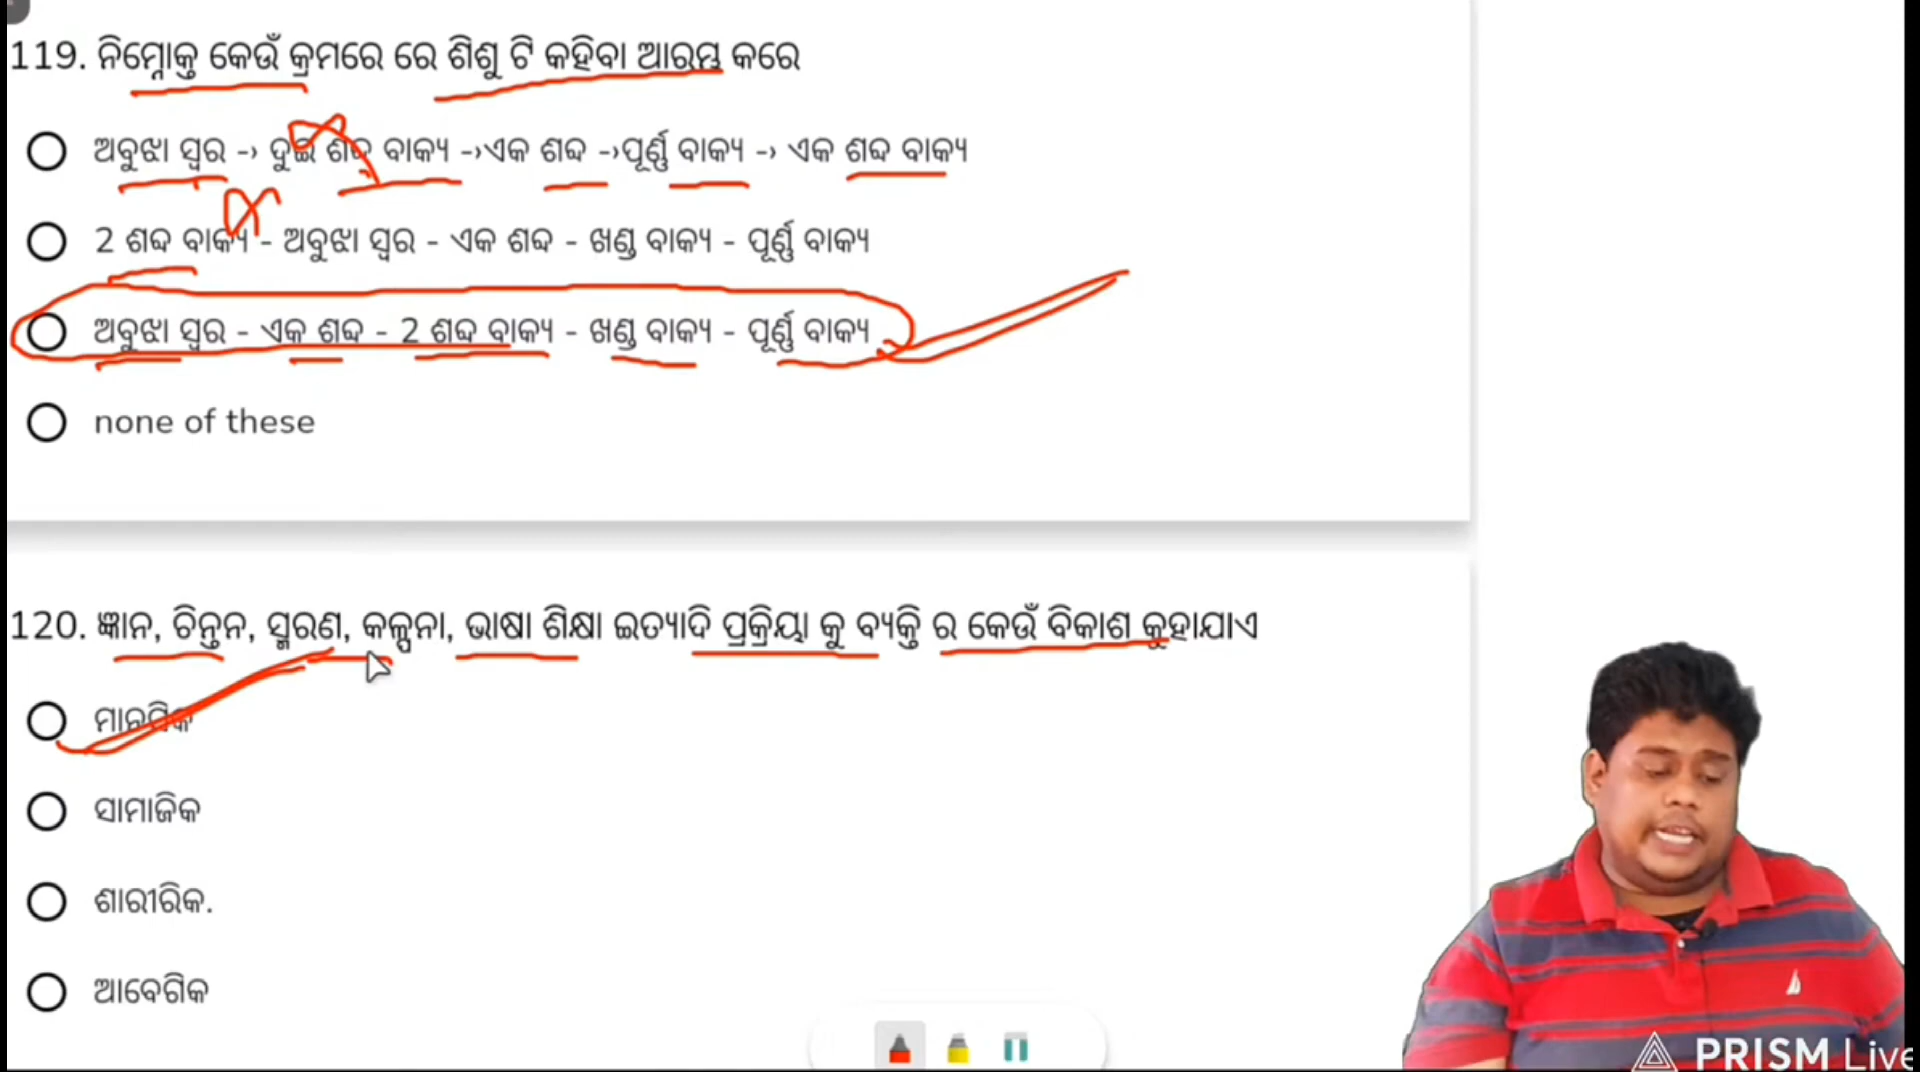 119. ନିମ୍ନୋକ୍ତ କେଉଁ କ୍ରମରେ ରେ ଶିଶୁ ଟି କହିବା ଆରମ୍ଭ କରେ
ଅବୁଝା ସ୍ୱର -› ଦୁଇ ଶବ୍ଦ ବାକ୍ୟ -›ଏକ ଶବ୍ଦ -›ପୂର୍ଣ୍ଣ ବାକ୍ୟ -› ଏକ ଶବ୍ଦ ବାକ୍ୟ
2 ଶବ୍ଦ ବାକ୍ୟ - ଅବୁଝା ସ୍ୱର - ଏକ ଶବ୍ଦ - ଖଣ୍ଡ ବାକ୍ୟ - ପୂର୍ଣ୍ଣ ବାକ୍ୟ
ଅବୁଝା ସ୍ୱର - ଏକ ଶବ୍ଦ - 2 ଶବ୍ଦ ବାକ୍ୟ - ଖଣ୍ଡ ବାକ୍ୟ - ପୂର୍ଣ୍ଣ ବାକ୍ୟ
none of these
120. ଜ୍ଞାନ, ଚିନ୍ତନ, ସ୍ମରଣ, କଳ୍ପନା, ଭାଷା ଶିକ୍ଷା ଇତ୍ୟାଦି ପ୍ରକ୍ରିୟା କୁ ବ୍ୟକ୍ତି ର କେଉଁ ବିକାଶ କୁହାଯାଏ
ମାନସିକ
ସାମାଜିକ
ଶାରୀରିକ.
ଆବେଗିକ
PRISM Live